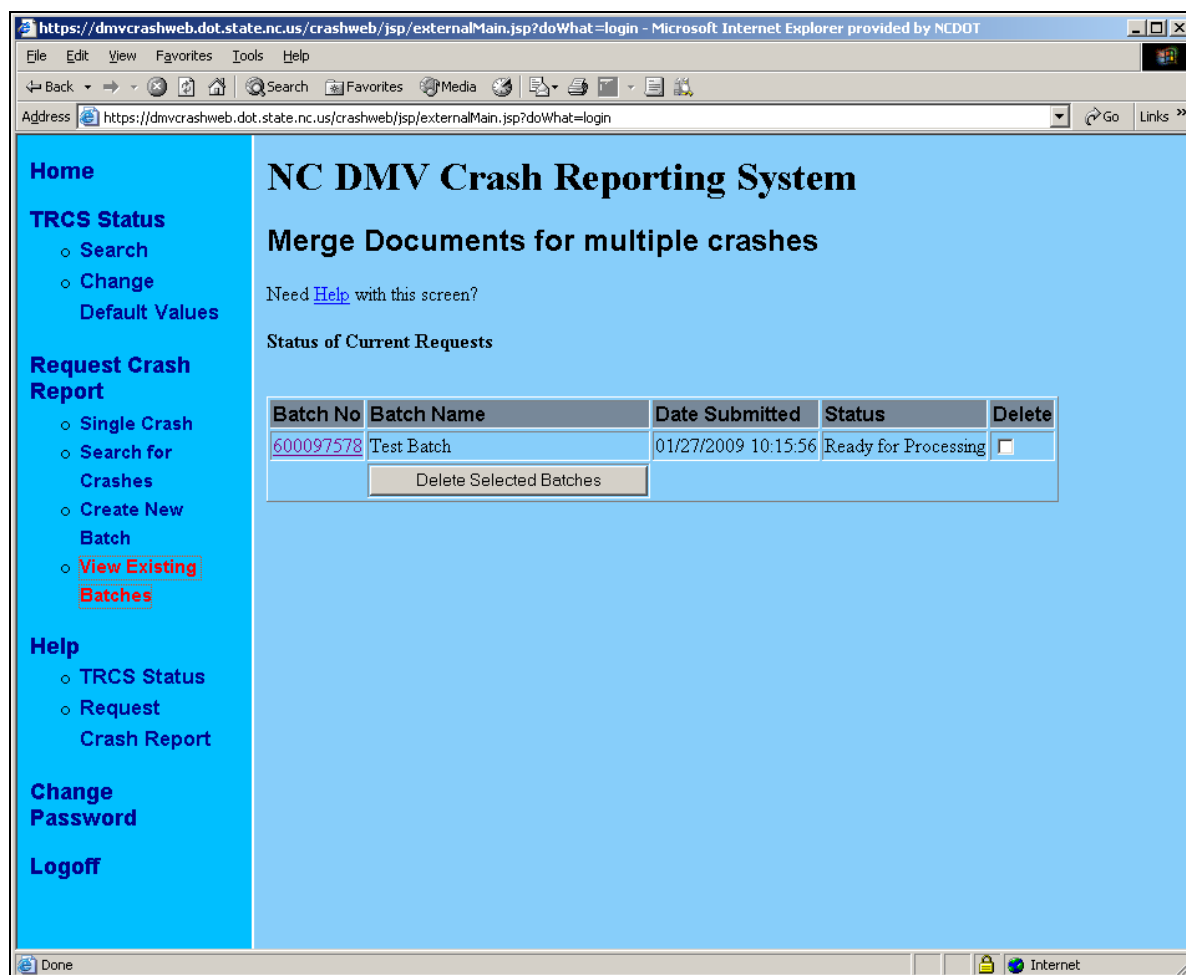 https://dmvcrashweb.dot.state.nc.us/crashweb/jsp/externalMain.jsp?doWhat=login - Microsoft Internet Explorer provided by NCDOT
File Edit View Favorites Tools Help
Back Search Favorites Media
Address https://dmvcrashweb.dot.state.nc.us/crashweb/jsp/externalMain.jsp?doWhat=login Go Links »
Home
TRCS Status
Search
Change
Default Values
Request Crash
Report
Single Crash
Search for
Crashes
Create New
Batch
View Existing
Batches
Help
TRCS Status
Request
Crash Report
Change
Password
Logoff
NC DMV Crash Reporting System
Merge Documents for multiple crashes
Need Help with this screen?
Status of Current Requests
Batch No Batch Name Date Submitted Status Delete
600097578 Test Batch 01/27/2009 10:15:56 Ready for Processing
Delete Selected Batches
Done Internet